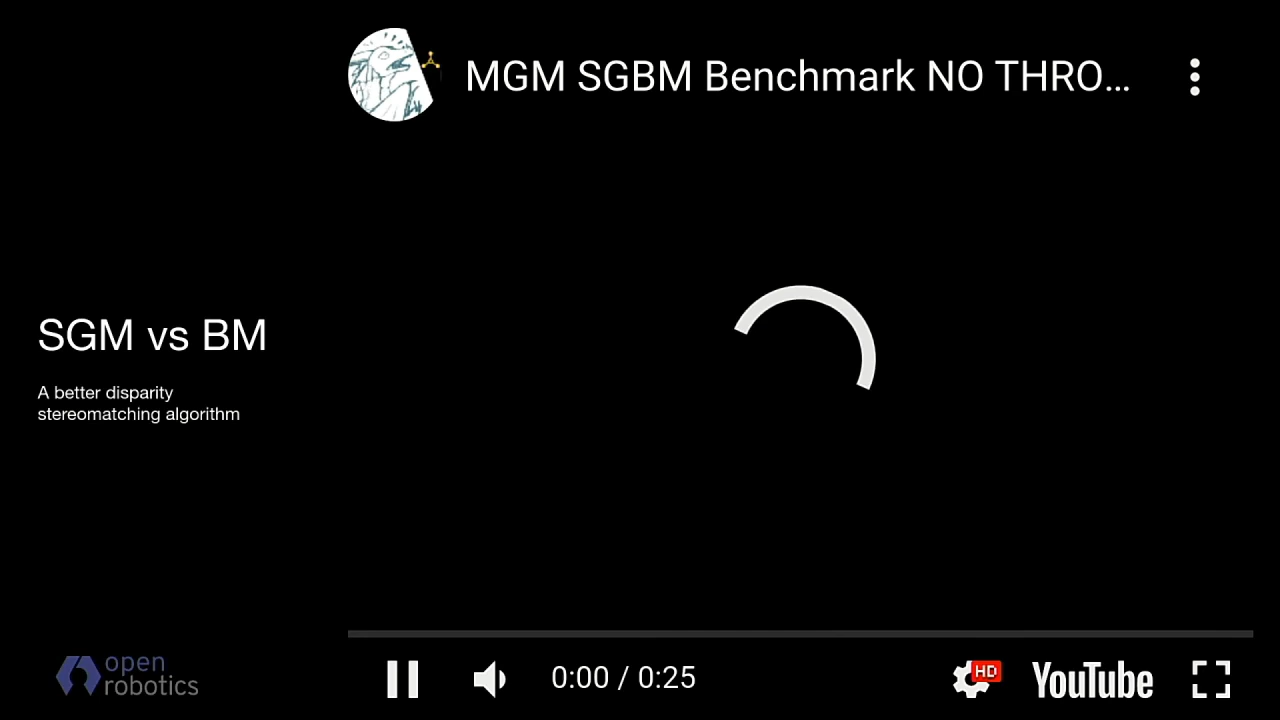 MGM SGBM Benchmark NO THRO...
SGM vs BM
A better disparity
stereomatching algorithm
open
robotics
0:00 / 0:25
HD
YouTube